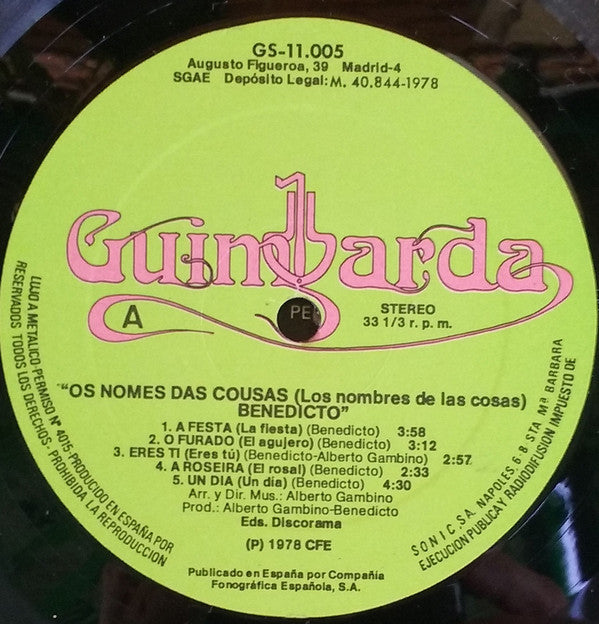 GS-11.005
Augusto Figueroa, 39 Madrid-4
SGAE Depósito Legal: M. 40.844-1978
Guimbarda
A
PE
STEREO
33 1/3 r. p. m.
"OS NOMES DAS COUSAS (Los nombres de las cosas)
BENEDICTO"
1. A FESTA (La fiesta) (Benedicto) 3:58
2. O FURADO (El agujero) (Benedicto) 3:12
3. ERES TI (Eres tú) (Benedicto-Alberto Gambino) 2:57
4. A ROSEIRA (El rosal) (Benedicto) 2:33
5. UN DIA (Un día) (Benedicto) 4:30
Arr. y Dir. Mus.: Alberto Gambino
Prod.: Alberto Gambino-Benedicto
Eds. Discorama
(P) 1978 CFE
Publicado en España por Compañía
Fonográfica Española, S.A.
LUJO A METALICO-PERMISO Nº 4015-PRODUCIDO EN ESPAÑA POR
RESERVADOS TODOS LOS DERECHOS - PROHIBIDA LA REPRODUCCION
SONIC, S.A. NAPOLES 6-8 STA Mª BARBARA
EJECUCION PUBLICA Y RADIODIFUSION IMPUESTO DE